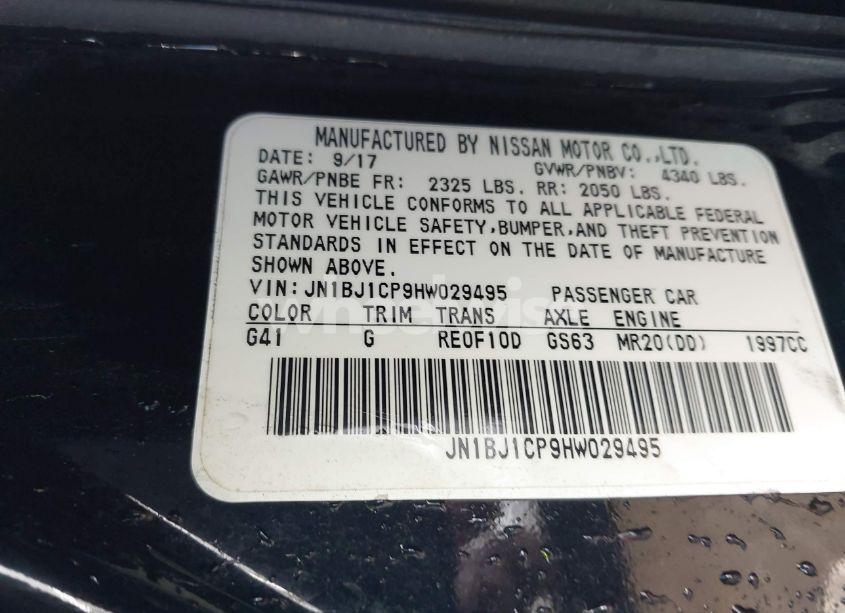 MANUFACTURED BY NISSAN MOTOR CO.,LTD.
DATE: 9/17 GVWR/PNBV: 4340 LBS.
GAWR/PNBE FR: 2325 LBS. RR: 2050 LBS.
THIS VEHICLE CONFORMS TO ALL APPLICABLE FEDERAL
MOTOR VEHICLE SAFETY,BUMPER,AND THEFT PREVENTION
STANDARDS IN EFFECT ON THE DATE OF MANUFACTURE
SHOWN ABOVE.
VIN:JN1BJ1CP9HW029495 PASSENGER CAR
COLOR TRIM TRANS AXLE ENGINE
G41 G RE0F10D GS63 MR20(DD) 1997CC
JN1BJ1CP9HW029495